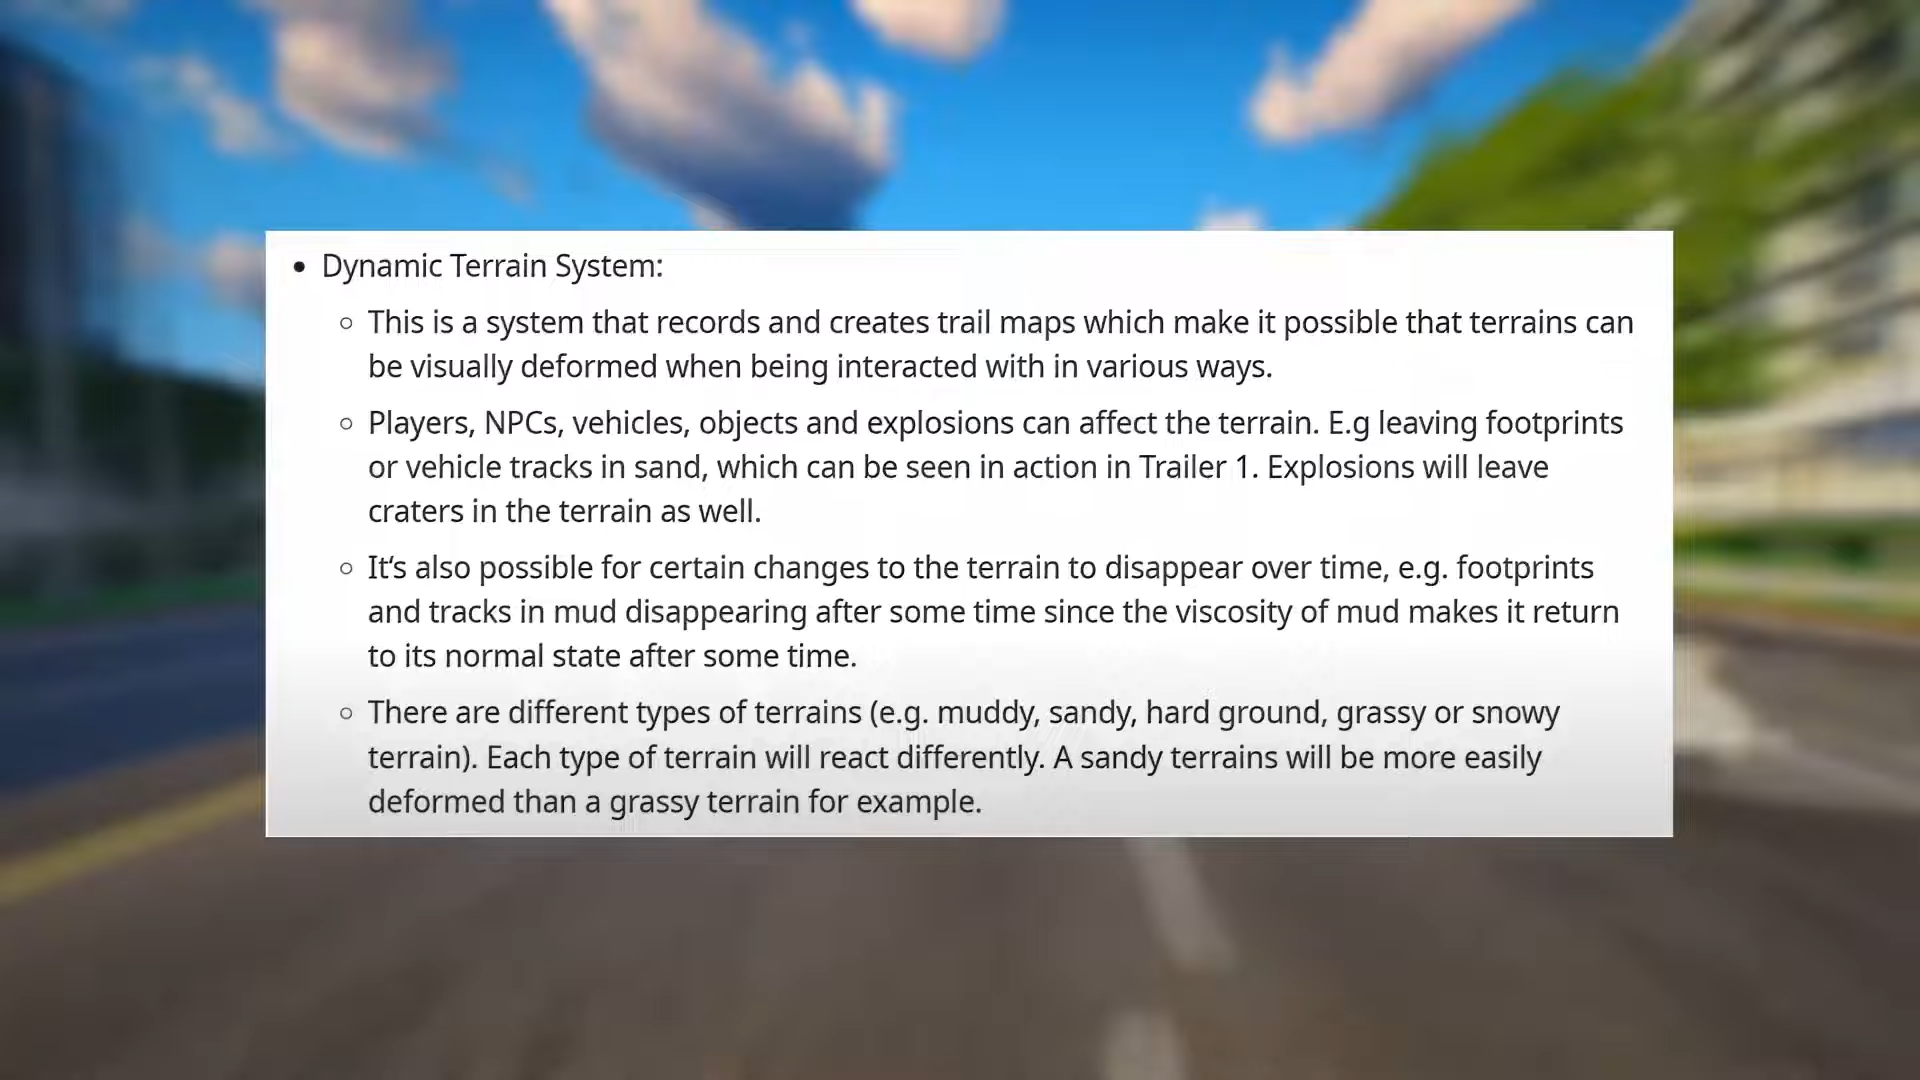 • Dynamic Terrain System:
○ This is a system that records and creates trail maps which make it possible that terrains can
be visually deformed when being interacted with in various ways.
○ Players, NPCs, vehicles, objects and explosions can affect the terrain. E.g leaving footprints
or vehicle tracks in sand, which can be seen in action in Trailer 1. Explosions will leave
craters in the terrain as well.
○ It‘s also possible for certain changes to the terrain to disappear over time, e.g. footprints
and tracks in mud disappearing after some time since the viscosity of mud makes it return
to its normal state after some time.
○ There are different types of terrains (e.g. muddy, sandy, hard ground, grassy or snowy
terrain). Each type of terrain will react differently. A sandy terrains will be more easily
deformed than a grassy terrain for example.